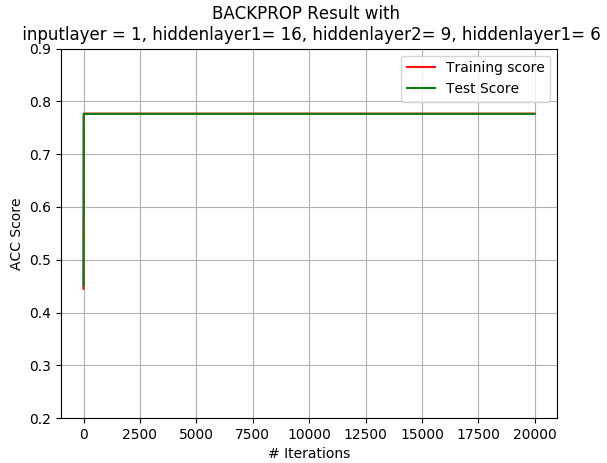 BACKPROP Result with
inputlayer = 1, hiddenlayer1= 16, hiddenlayer2= 9, hiddenlayer1= 6
0.9
0.8
0.7
0.6
0.5
0.4
0.3
0.2
ACC Score
Training score
Test Score
0 2500 5000 7500 10000 12500 15000 17500 20000
# Iterations